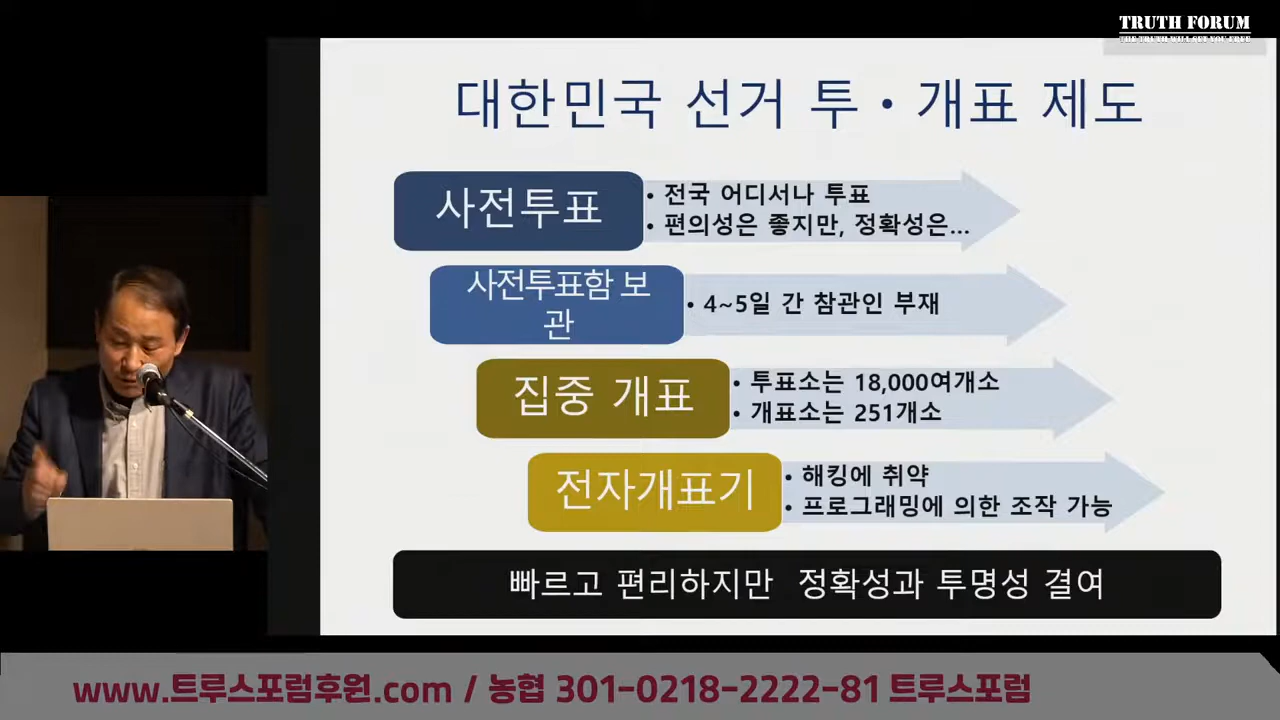 TRUTH FORUM
THE TRUTH WILL SET YOU FREE
대한민국 선거 투·개표 제도
사전투표
• 전국 어디서나 투표
• 편의성은 좋지만, 정확성은...
사전투표함 보
관
• 4~5일 간 참관인 부재
집중 개표
• 투표소는 18,000여개소
• 개표소는 251개소
전자개표기
• 해킹에 취약
• 프로그래밍에 의한 조작 가능
빠르고 편리하지만 정확성과 투명성 결여
www.트루스포럼후원.com / 농협 301-0218-2222-81 트루스포럼